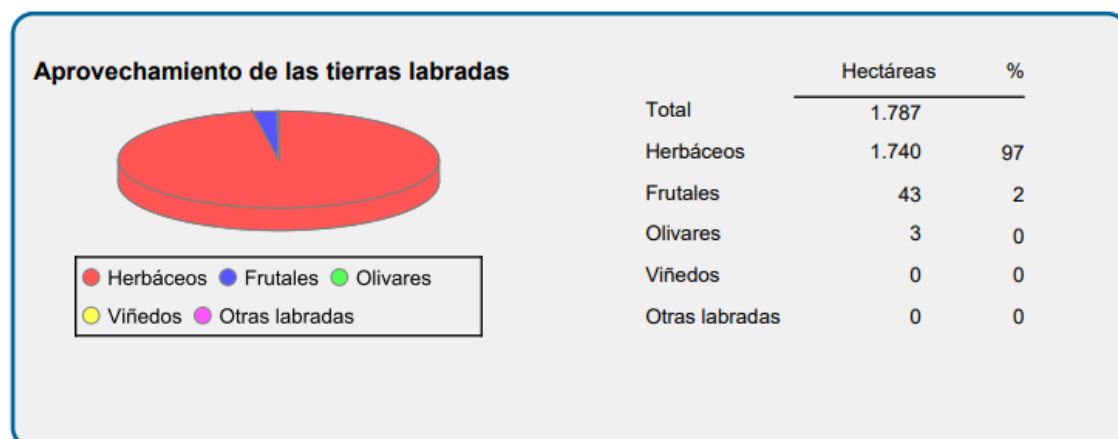 Aprovechamiento de las tierras labradas
Herbáceos Frutales Olivares
Viñedos Otras labradas
Hectáreas %
Total 1.787
Herbáceos 1.740 97
Frutales 43 2
Olivares 3 0
Viñedos 0 0
Otras labradas 0 0